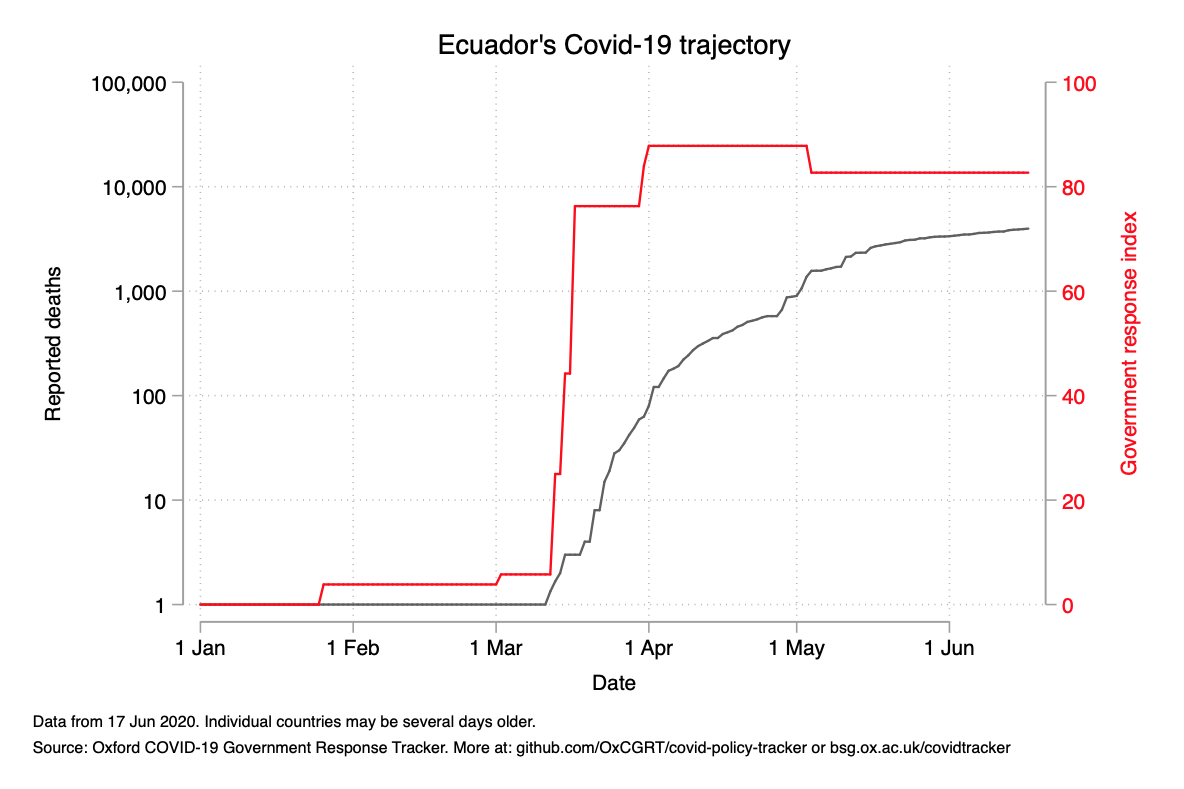 Ecuador's Covid-19 trajectory
100,000
10,000
1,000
100
10
1
Reported deaths
100
80
60
40
20
0
Government response index
1 Jan
1 Feb
1 Mar
1 Apr
1 May
1 Jun
Date
Data from 17 Jun 2020. Individual countries may be several days older.
Source: Oxford COVID-19 Government Response Tracker. More at: github.com/OxCGRT/covid-policy-tracker or bsg.ox.ac.uk/covidtracker